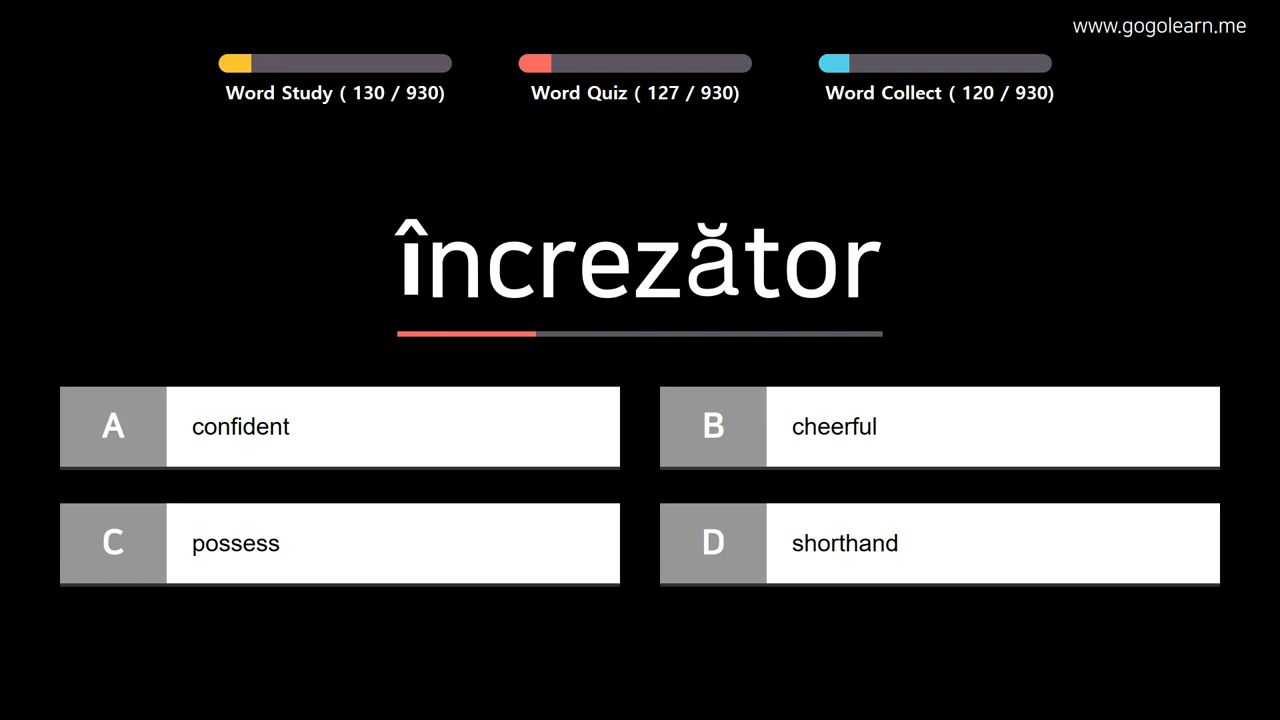 www.gogolearn.me
Word Study ( 130 / 930)
Word Quiz ( 127 / 930)
Word Collect ( 120 / 930)
încrezător
A confident
B cheerful
C possess
D shorthand